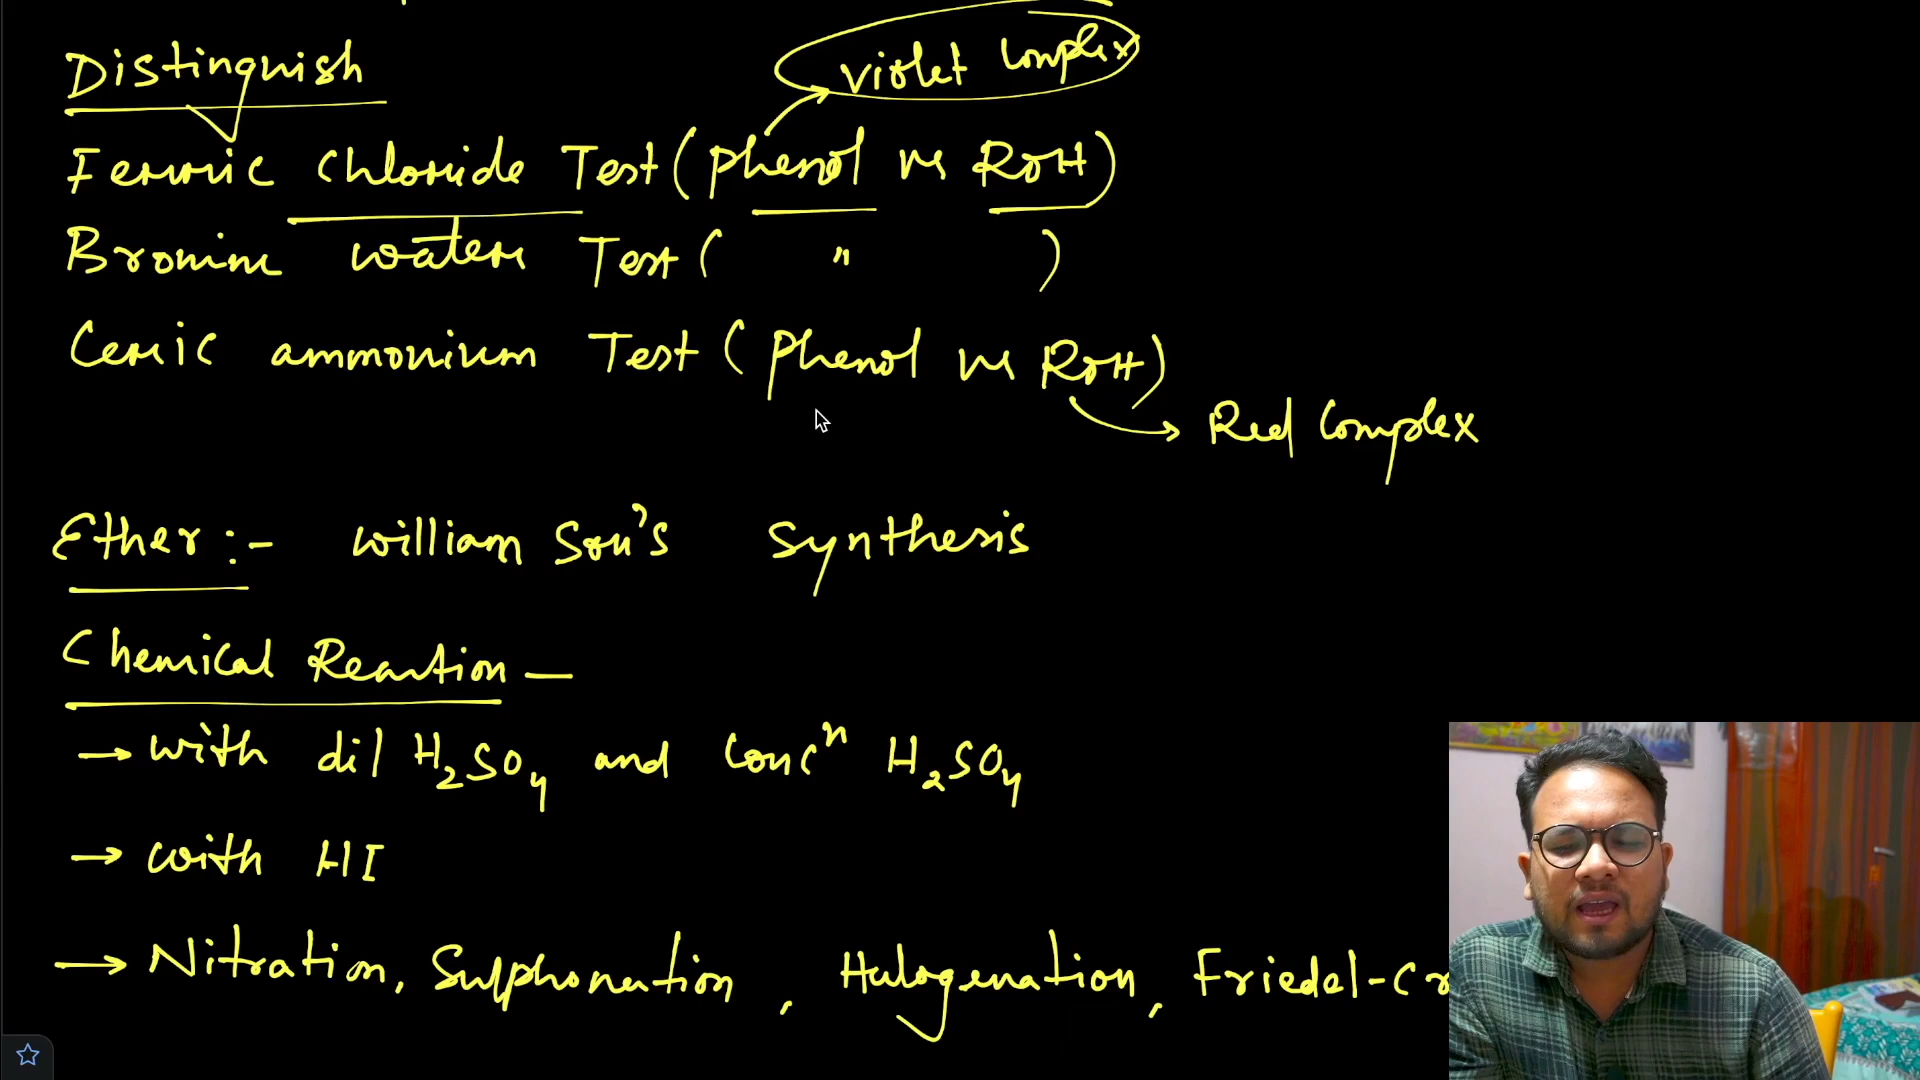 Distinguish
violet Complex
Ferric Chloride Test (phenol vs ROH)
Bromine water Test ( " )
Ceric ammonium Test (Phenol vs ROH)
Red Complex
Ether :- William Son's Synthesis
Chemical Reaction —
→ with dil H₂SO₄ and Concⁿ H₂SO₄
→ with HI
→ Nitration, Sulphonation, Halogenation, Friedel-Cr